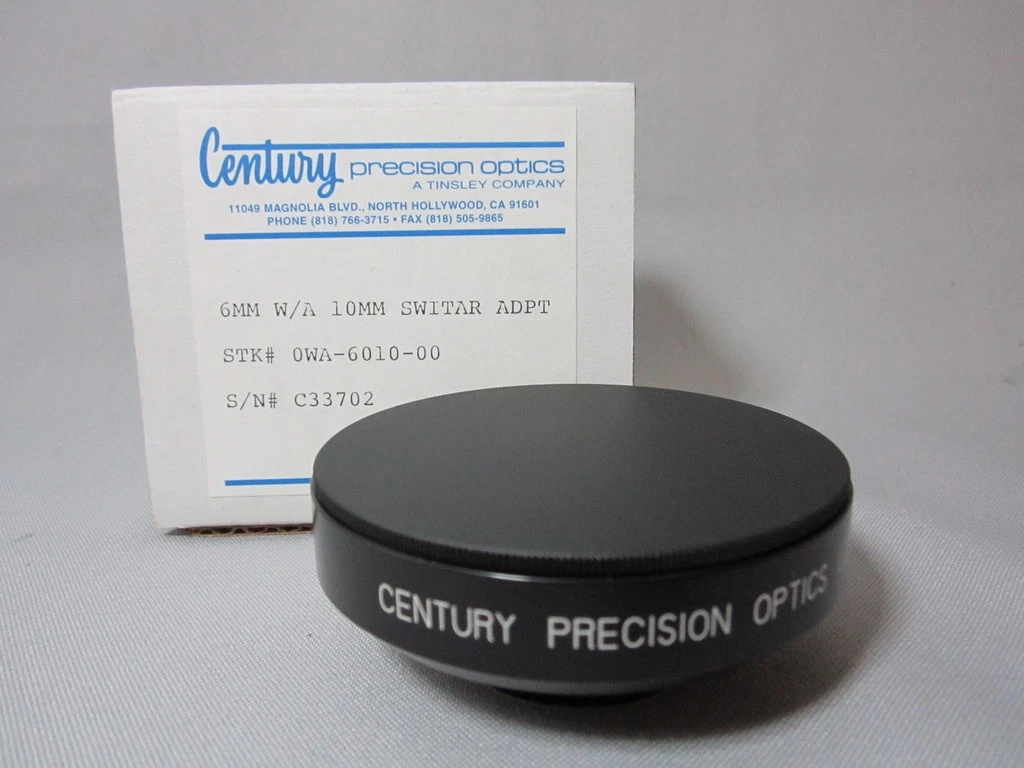 Century precision optics
A TINSLEY COMPANY
11049 MAGNOLIA BLVD., NORTH HOLLYWOOD, CA 91601
PHONE (818) 766-3715 • FAX (818) 505-9865
6MM W/A 10MM SWITAR ADPT
STK# 0WA-6010-00
S/N# C33702
CENTURY PRECISION OPTICS